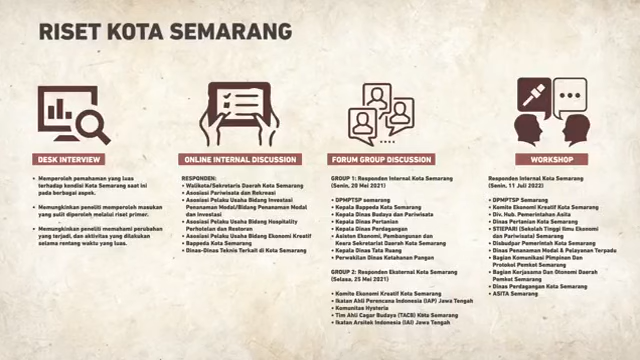 RISET KOTA SEMARANG
DESK INTERVIEW
• Memperoleh pemahaman yang luas
terhadap kondisi Kota Semarang saat ini
pada berbagai aspek.
• Memungkinkan peneliti memperoleh masukan
yang sulit diperoleh melalui riset primer.
• Memungkinkan peneliti memahami perubahan
yang terjadi, dan aktivitas yang dilakukan
selama rentang waktu yang luas.
ONLINE INTERNAL DISCUSSION
RESPONDEN:
• Walikota/Sekretaris Daerah Kota Semarang
• Asosiasi Pariwisata dan Rekreasi
• Asosiasi Pelaku Usaha Bidang Investasi
Penanaman Modal/Bidang Penanaman Modal
dan Investasi
• Asosiasi Pelaku Usaha Bidang Hospitality
Perhotelan dan Restoran
• Asosiasi Pelaku Usaha Bidang Ekonomi Kreatif
• Bappeda Kota Semarang
• Dinas-Dinas Teknis Terkait di Kota Semarang
FORUM GROUP DISCUSSION
GROUP 1: Responden Internal Kota Semarang
(Senin, 20 Mei 2021)
• DPMPTSP semarang
• Kepala Bappeda Kota Semarang
• Kepala Dinas Budaya dan Pariwisata
• Kepala Dinas Pertanian
• Kepala Dinas Perdagangan
• Asisten Ekonomi, Pembangunan dan
Kesra Sekretariat Daerah Kota Semarang
• Kepala Dinas Tata Ruang
• Perwakilan Dinas Ketahanan Pangan
GROUP 2: Responden Eksternal Kota Semarang
(Selasa, 25 Mei 2021)
• Komite Ekonomi Kreatif Kota Semarang
• Ikatan Ahli Perencana Indonesia (IAP) Jawa Tengah
• Komunitas Hysteria
• Tim Ahli Cagar Budaya (TACB) Kota Semarang
• Ikatan Arsitek Indonesia (IAI) Jawa Tengah
WORKSHOP
Responden Internal Kota Semarang
(Senin, 11 Juli 2022)
• DPMPTSP Semarang
• Komite Ekonomi Kreatif Kota Semarang
• Div. Hub. Pemerintahan Asita
• Dinas Pertanian Kota Semarang
• STIEPARI (Sekolah Tinggi Ilmu Ekonomi
dan Pariwisata) Semarang
• Disbudpar Pemerintah Kota Semarang
• Dinas Penanaman Modal & Pelayanan Terpadu
• Bagian Komunikasi Pimpinan Dan
Protokol Pemkot Semarang
• Bagian Kerjasama Dan Otonomi Daerah
Pemkot Semarang
• Dinas Perdagangan Kota Semarang
• ASITA Semarang